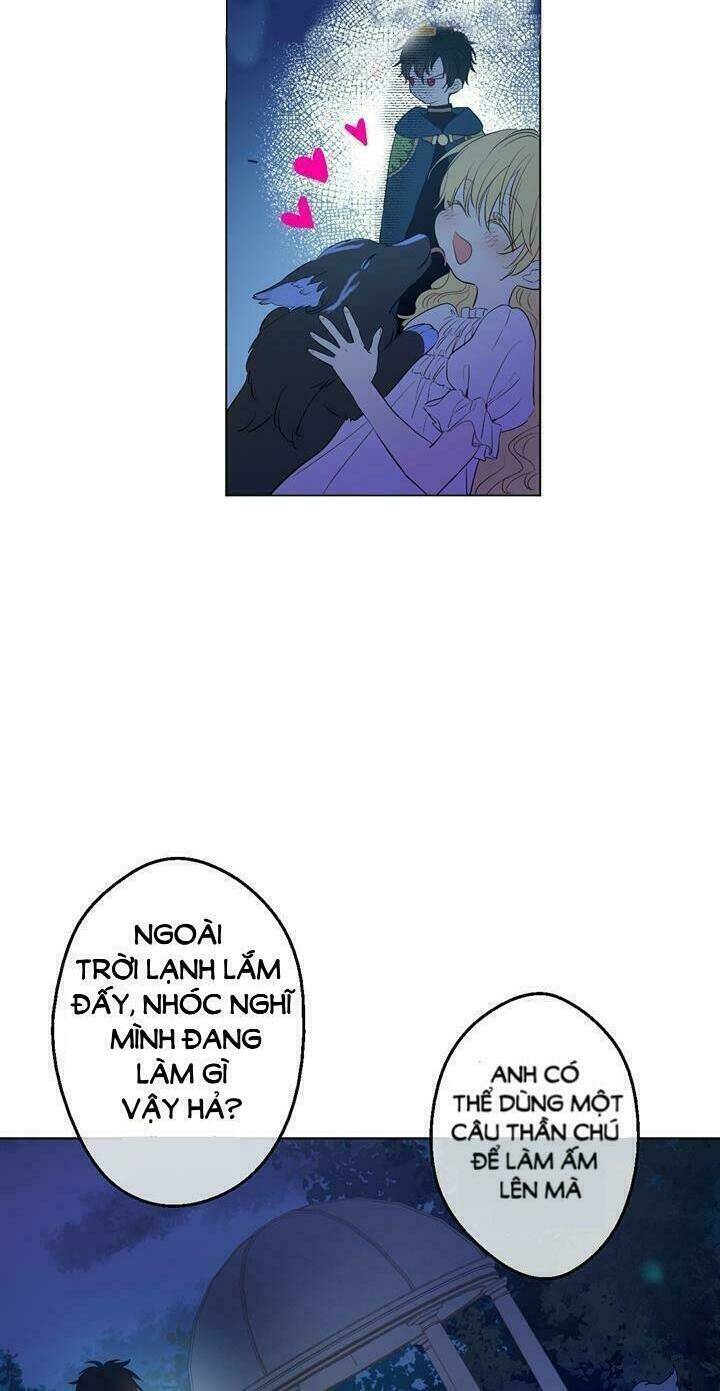 NGOÀI
TRỜI LẠNH LẮM
ĐẤY, NHÓC NGHĨ
MÌNH ĐANG
LÀM GÌ
VẬY HẢ?
ANH CÓ
THỂ DÙNG MỘT
CÂU THẦN CHÚ
ĐỂ LÀM ẤM
LÊN MÀ